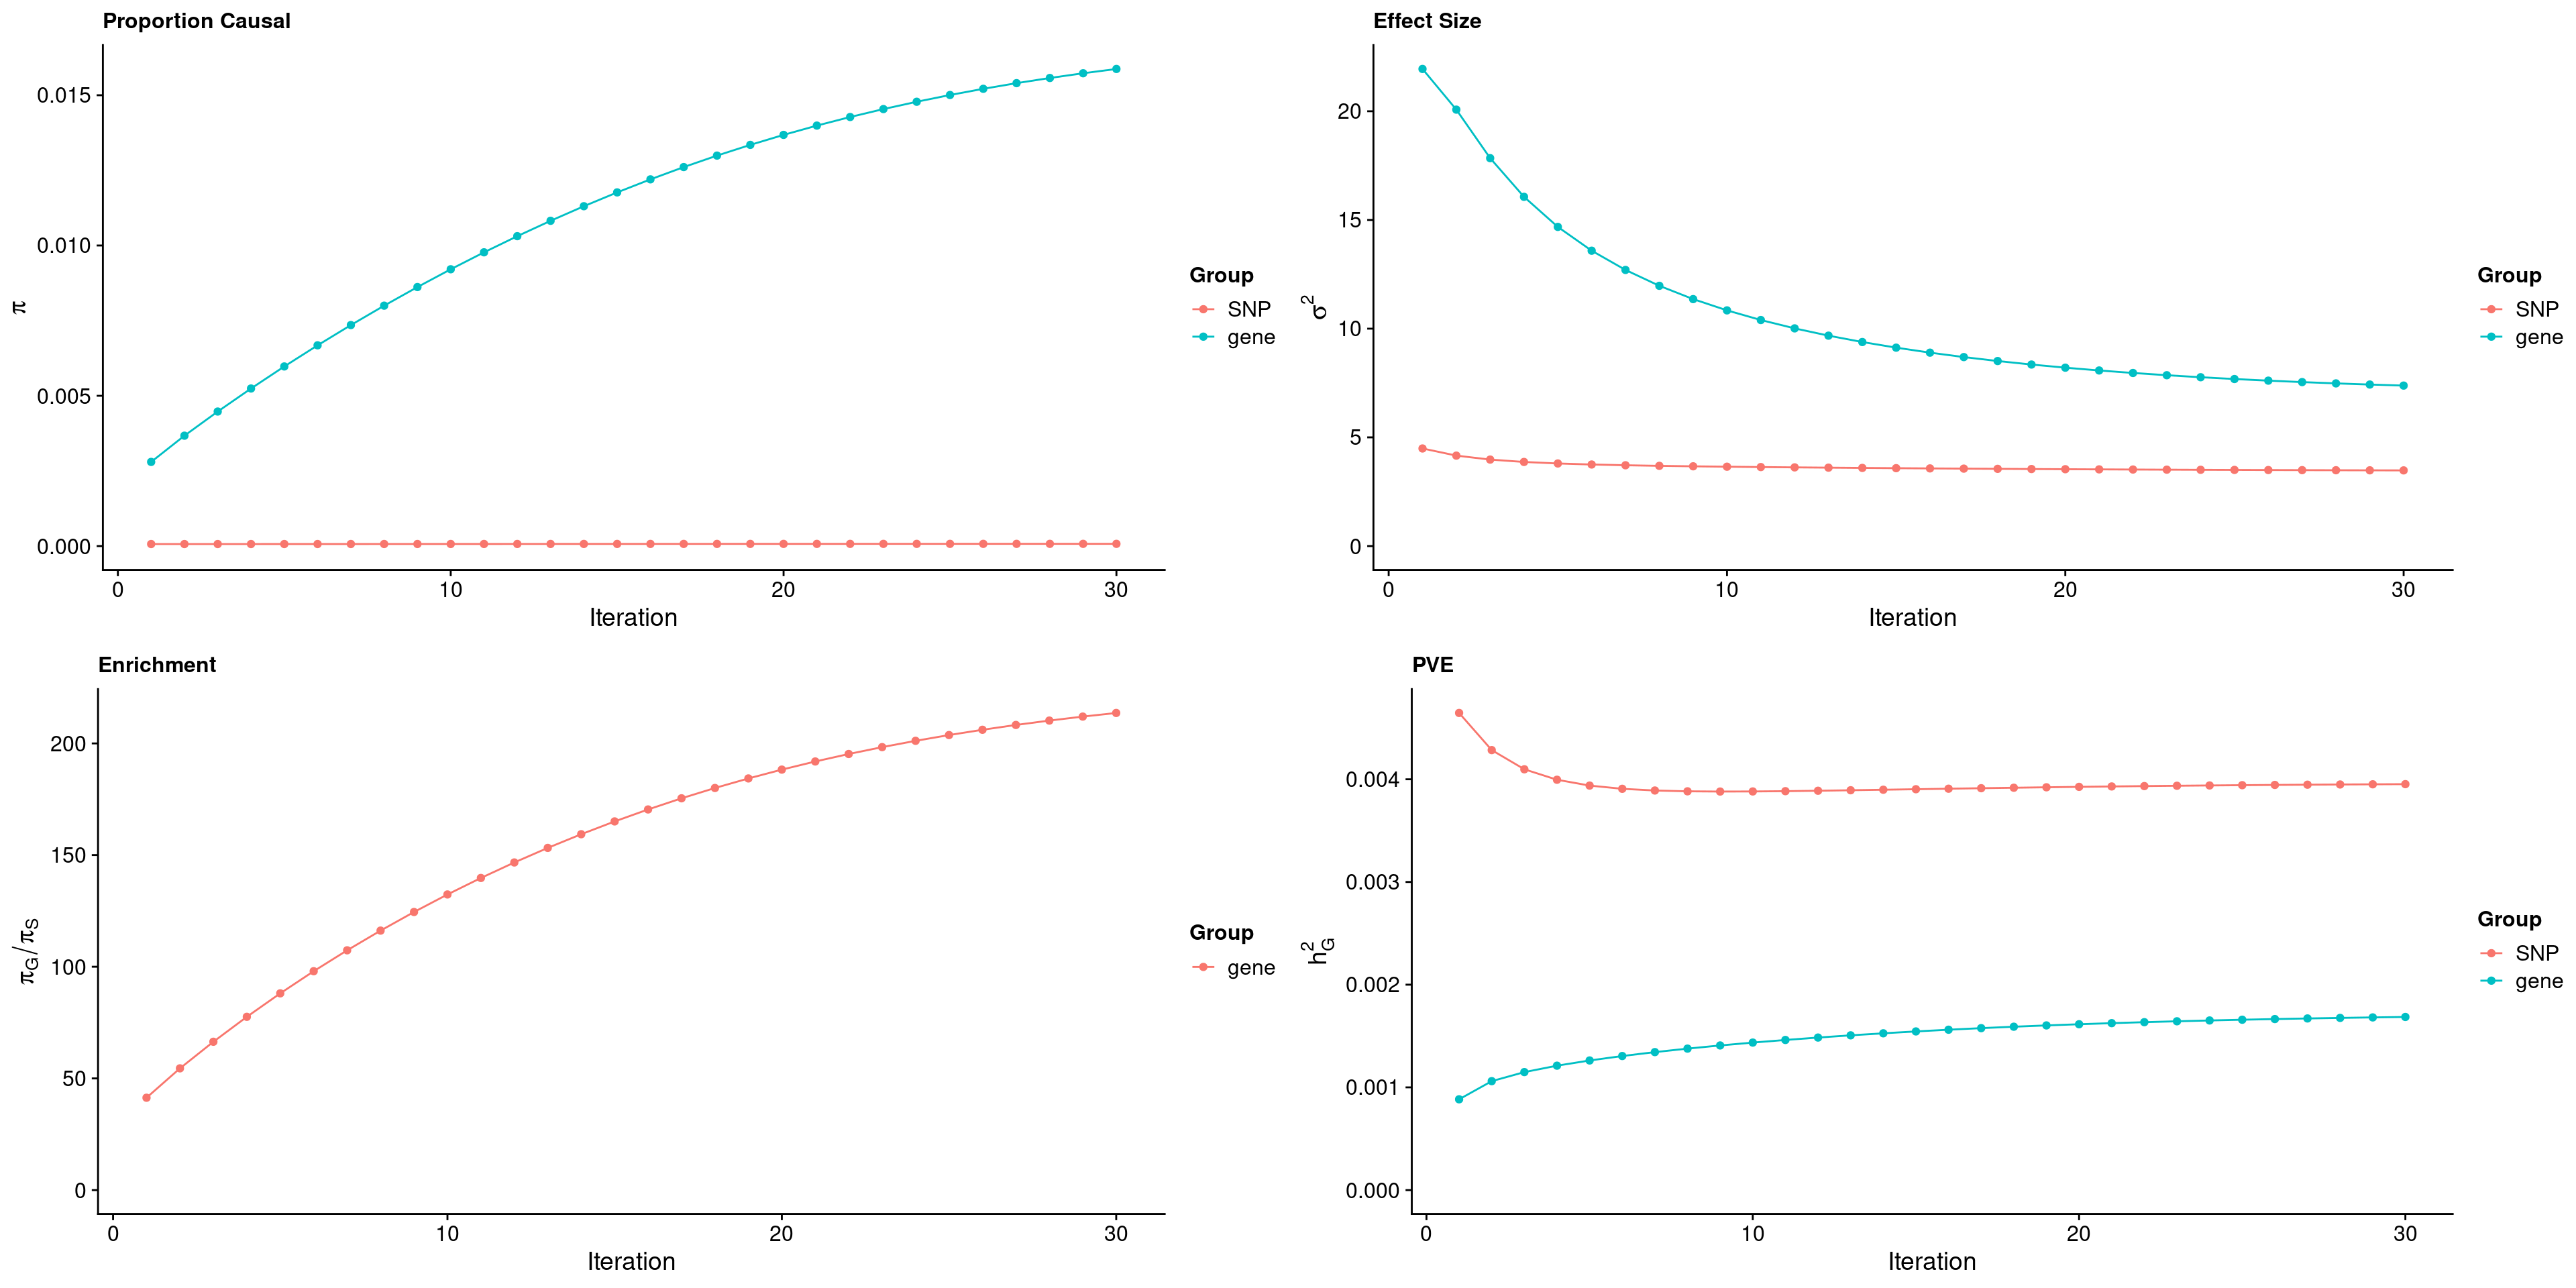 Proportion Causal
π
0.015
0.010
0.005
0.000
0
10
20
30
Iteration
Group
SNP
gene
Effect Size
σ²
20
15
10
5
0
0
10
20
30
Iteration
Group
SNP
gene
Enrichment
π_G/π_S
200
150
100
50
0
0
10
20
30
Iteration
Group
gene
PVE
h²_G
0.004
0.003
0.002
0.001
0.000
0
10
20
30
Iteration
Group
SNP
gene